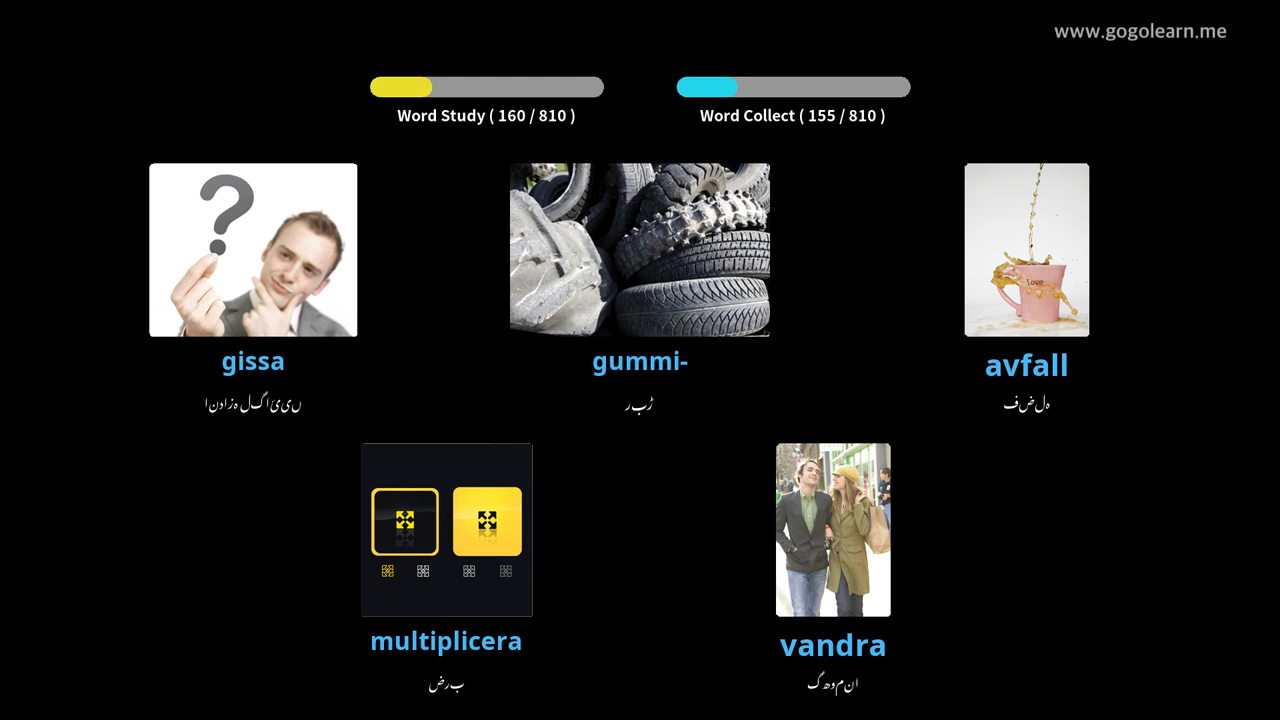 www.gogolearn.me
Word Study ( 160 / 810 )
Word Collect ( 155 / 810 )
gissa
gummi-
avfall
اندازہ لگائیں
ربڑ
فضلہ
Love
multiplicera
vandra
ضرب
گھومنا